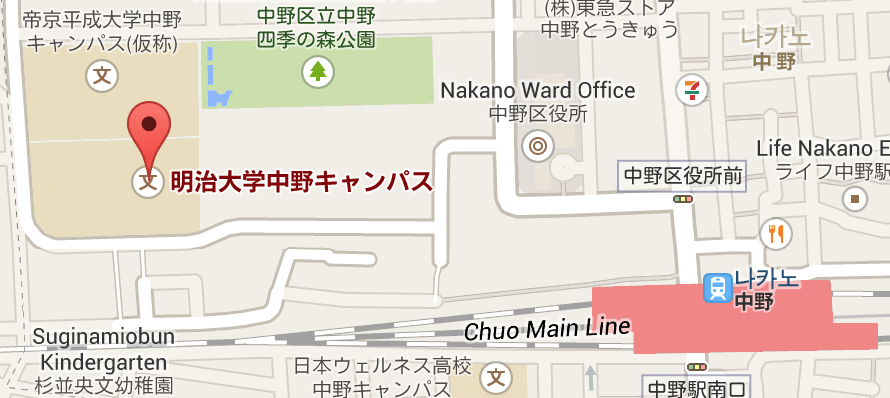 帝京平成大学中野
キャンパス(仮称)
中野区立中野
四季の森公園
(株)東急ストア
中野とうきゅう
나카노
中野
Nakano Ward Office
中野区役所
7
Life Nakano E
ライフ中野駅
文
文
明治大学中野キャンパス
中野区役所前
나카노
中野
Chuo Main Line
Suginamiobun
Kindergarten
杉並央文幼稚園
日本ウェルネス高校
中野キャンパス
文
中野駅南口